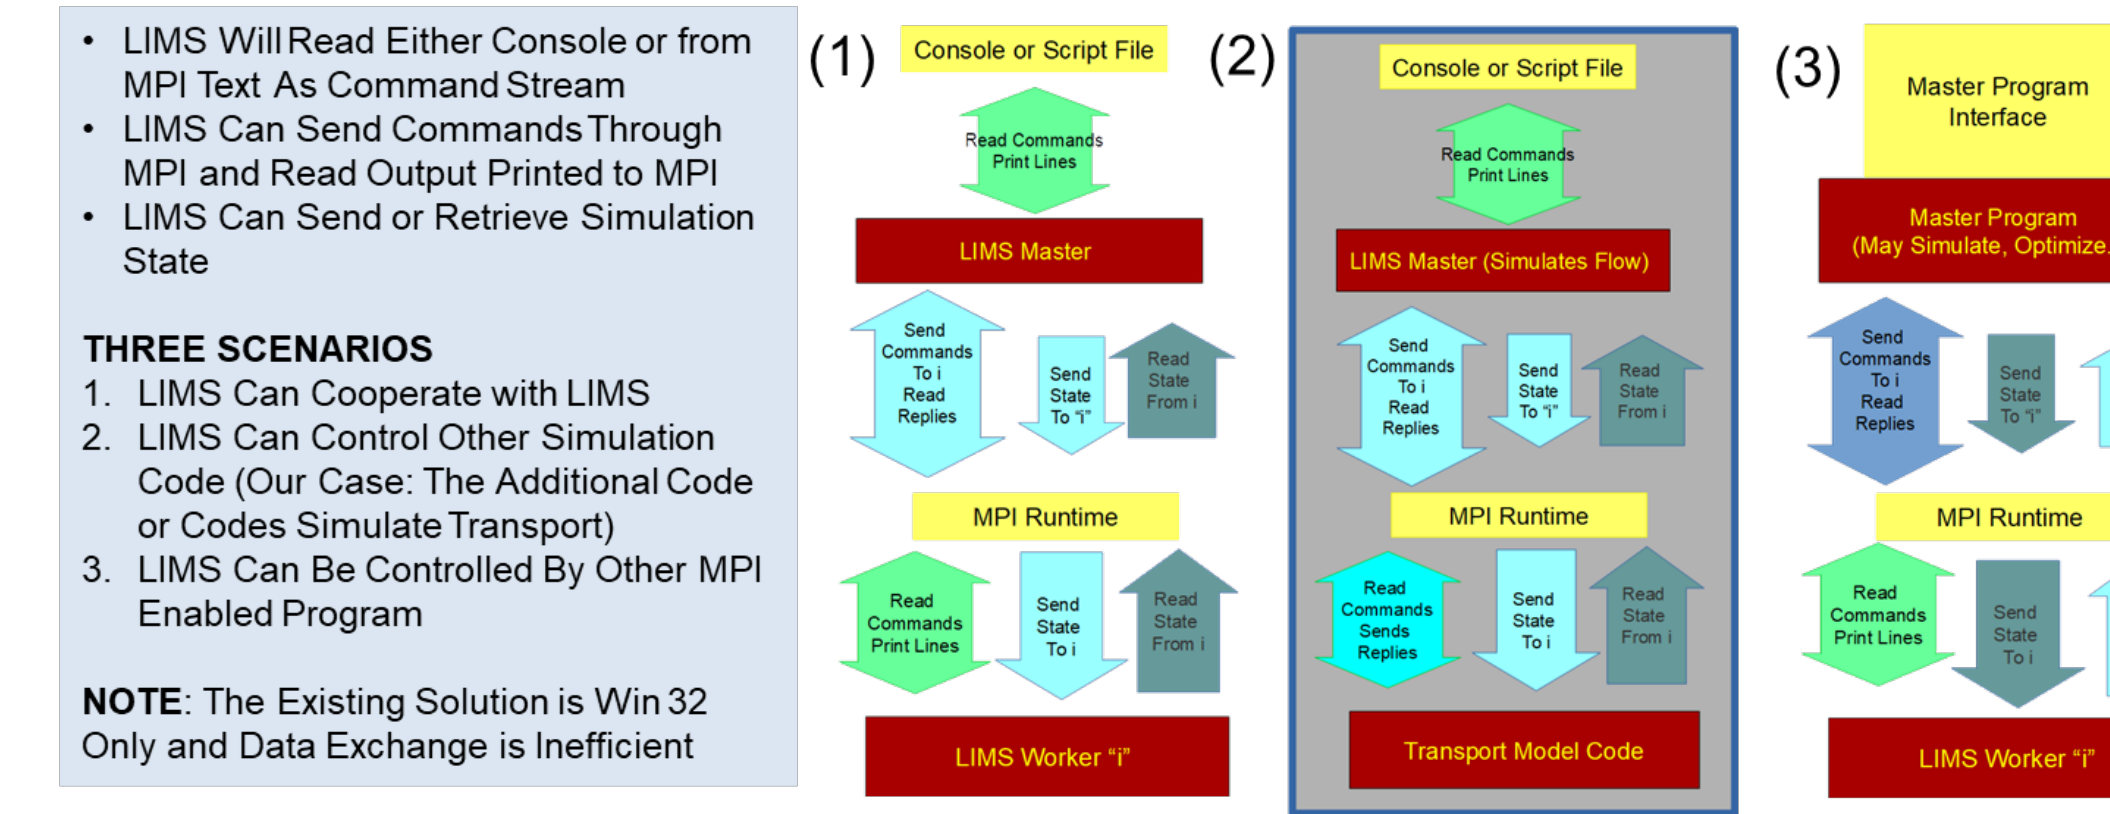 • LIMS Will Read Either Console or from
MPI Text As Command Stream
• LIMS Can Send Commands Through
MPI and Read Output Printed to MPI
• LIMS Can Send or Retrieve Simulation
State
THREE SCENARIOS
1. LIMS Can Cooperate with LIMS
2. LIMS Can Control Other Simulation
Code (Our Case: The Additional Code
or Codes Simulate Transport)
3. LIMS Can Be Controlled By Other MPI
Enabled Program
NOTE: The Existing Solution is Win 32
Only and Data Exchange is Inefficient
(1)
Console or Script File
Read Commands
Print Lines
LIMS Master
Send
Commands
To i
Read
Replies
Send
State
To "i"
Read
State
From i
MPI Runtime
Read
Commands
Print Lines
Send
State
To i
Read
State
From i
LIMS Worker “i”
(2)
Console or Script File
Read Commands
Print Lines
LIMS Master (Simulates Flow)
Send
Commands
To i
Read
Replies
Send
State
To "i"
Read
State
From i
MPI Runtime
Read
Commands
Sends
Replies
Send
State
To i
Read
State
From i
Transport Model Code
(3)
Master Program
Interface
Master Program
(May Simulate, Optimize.
Send
Commands
To i
Read
Replies
Send
State
To "i"
MPI Runtime
Read
Commands
Print Lines
Send
State
To i
LIMS Worker “i”